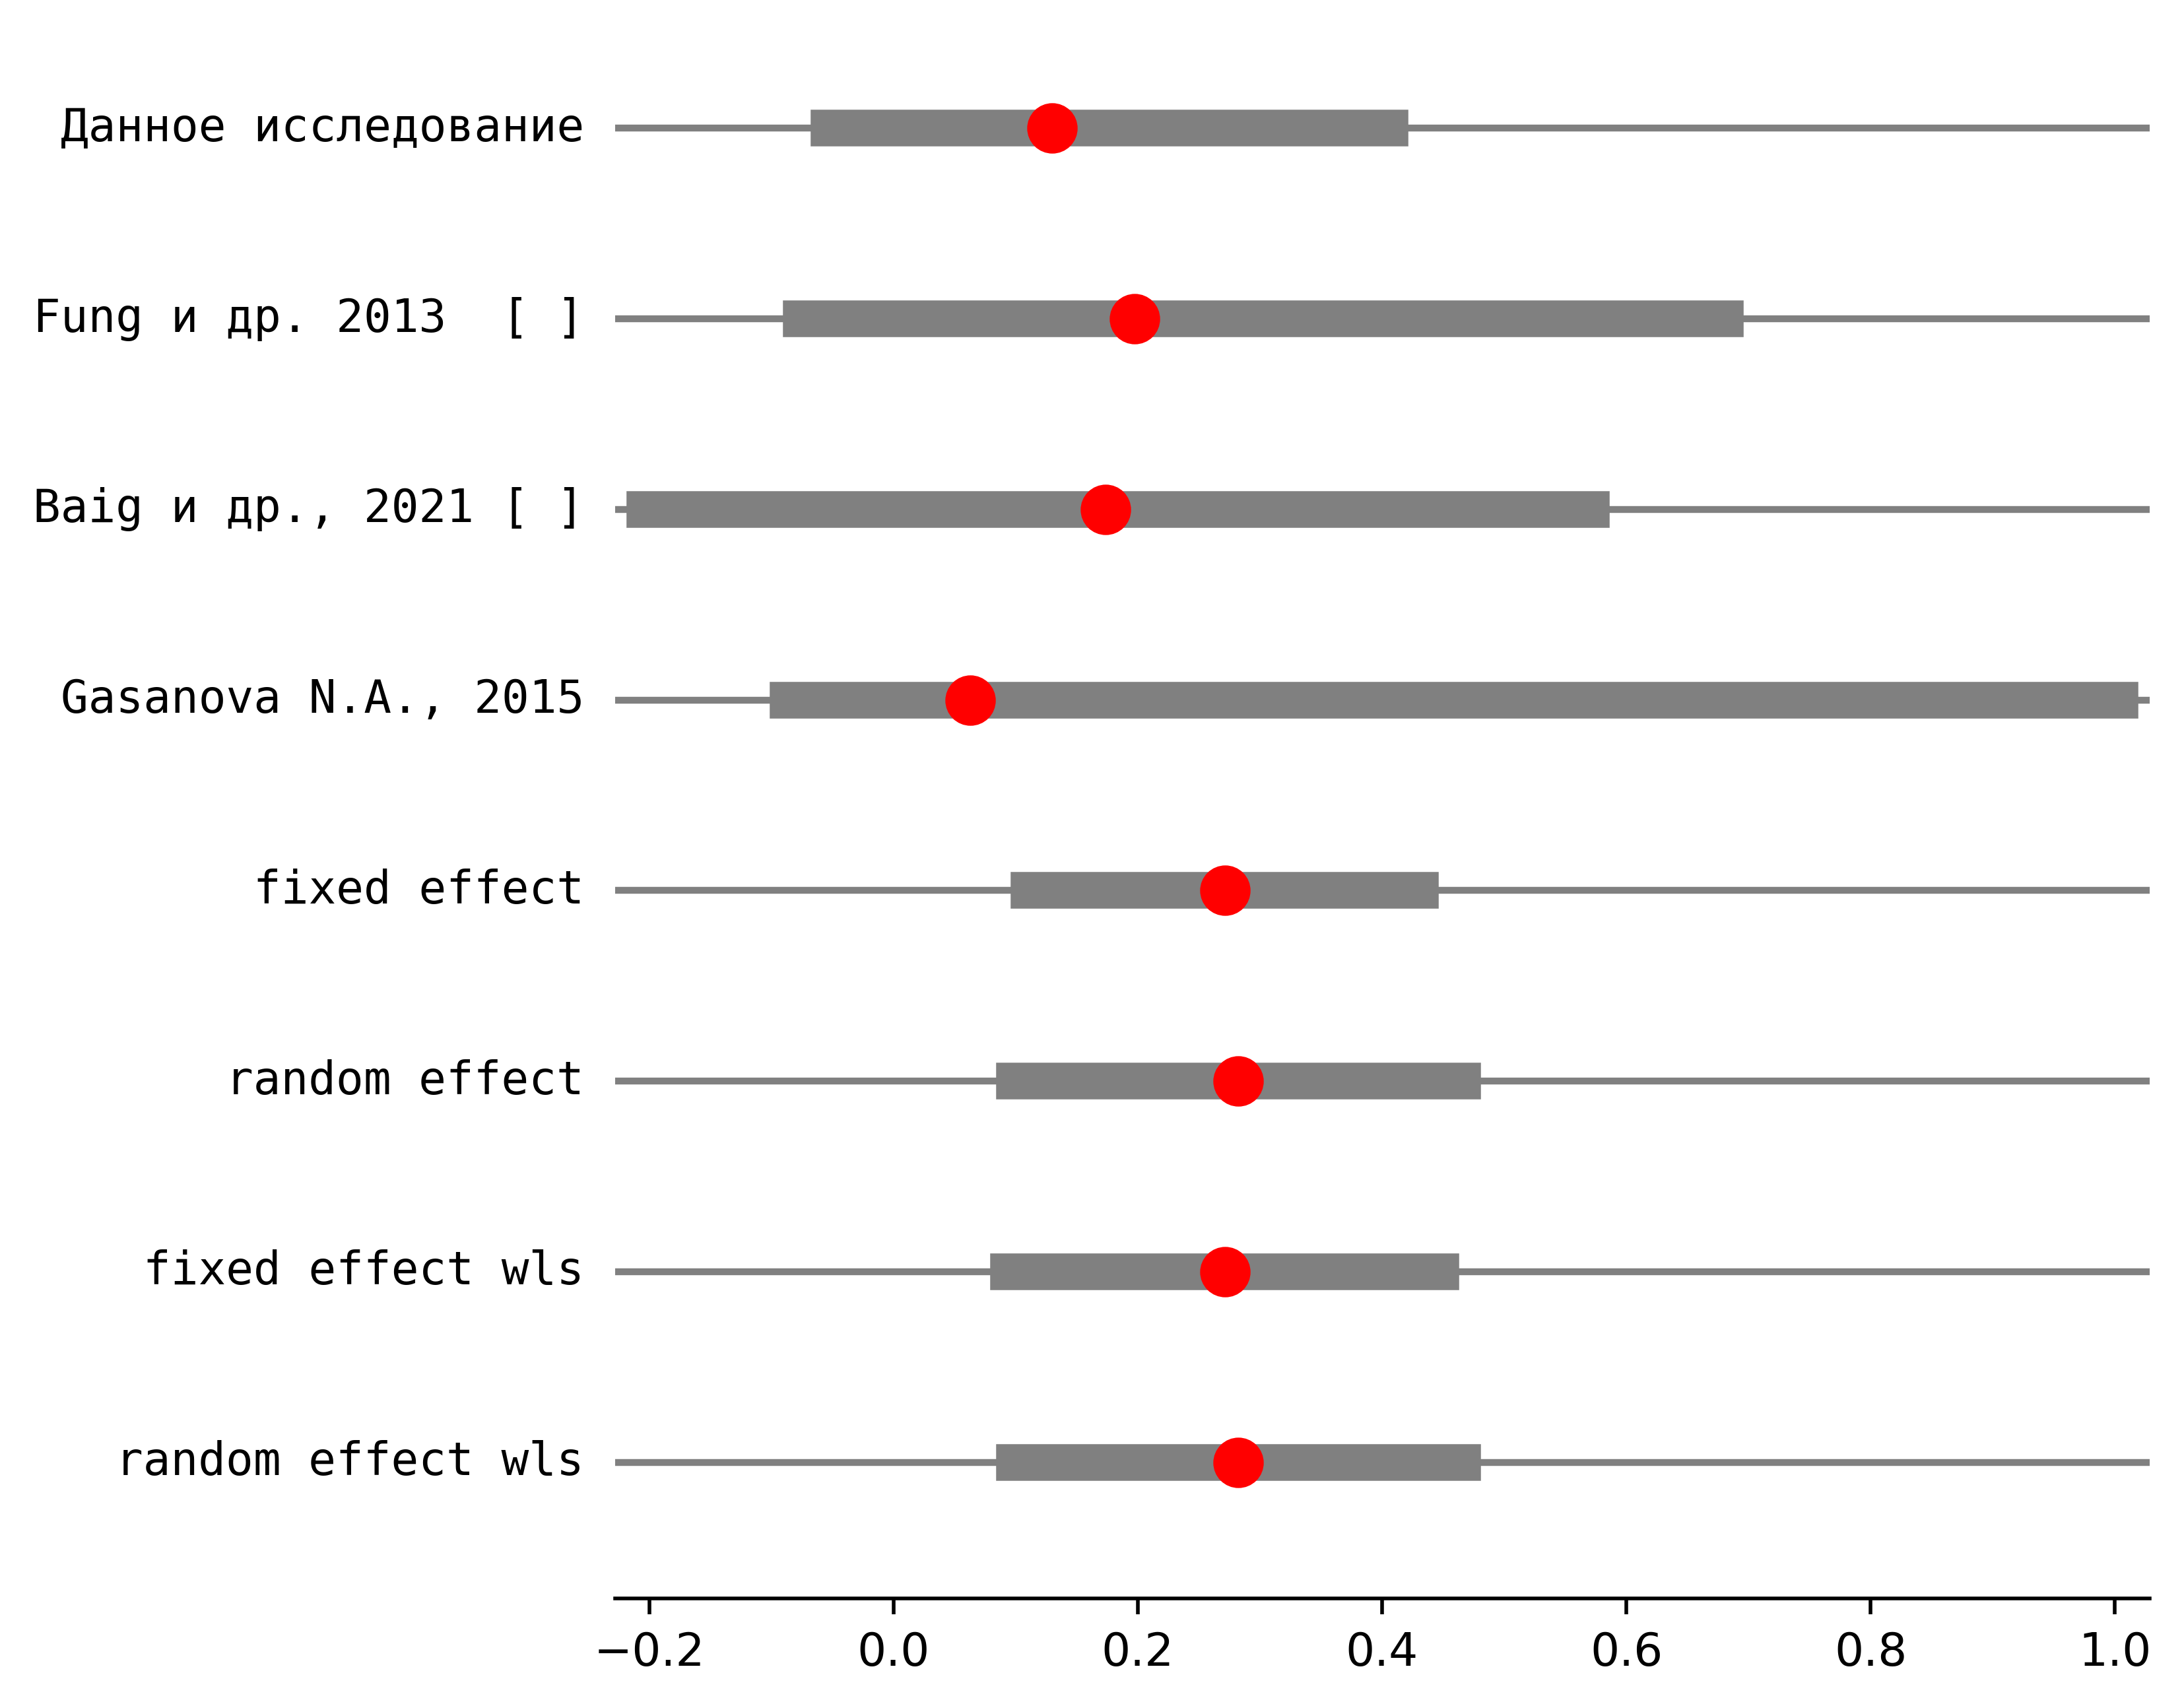 Данное исследование
Fung и др. 2013  [ ]
Baig и др., 2021 [ ]
Gasanova N.A., 2015
fixed effect
random effect
fixed effect wls
random effect wls
−0.2 0.0 0.2 0.4 0.6 0.8 1.0